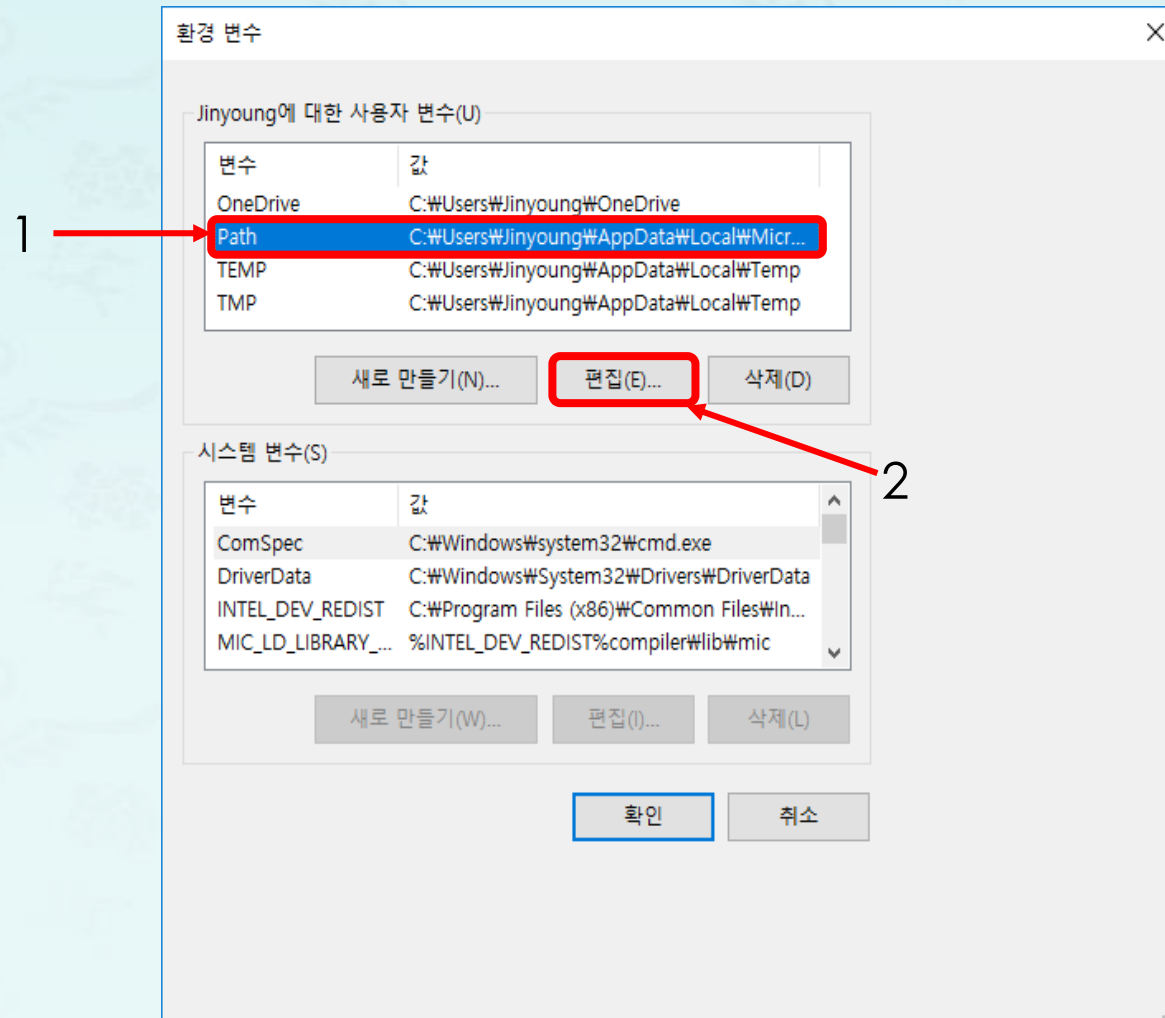 환경 변수
Jinyoung에 대한 사용자 변수(U)
변수 값
OneDrive C:₩Users₩Jinyoung₩OneDrive
1
Path C:₩Users₩Jinyoung₩AppData₩Local₩Micr...
TEMP C:₩Users₩Jinyoung₩AppData₩Local₩Temp
TMP C:₩Users₩Jinyoung₩AppData₩Local₩Temp
새로 만들기(N)... 편집(E)... 삭제(D)
시스템 변수(S)
2
변수 값
ComSpec C:₩Windows₩system32₩cmd.exe
DriverData C:₩Windows₩System32₩Drivers₩DriverData
INTEL_DEV_REDIST C:₩Program Files (x86)₩Common Files₩In...
MIC_LD_LIBRARY_... %INTEL_DEV_REDIST%compiler₩lib₩mic
새로 만들기(W)... 편집(I)... 삭제(L)
확인 취소